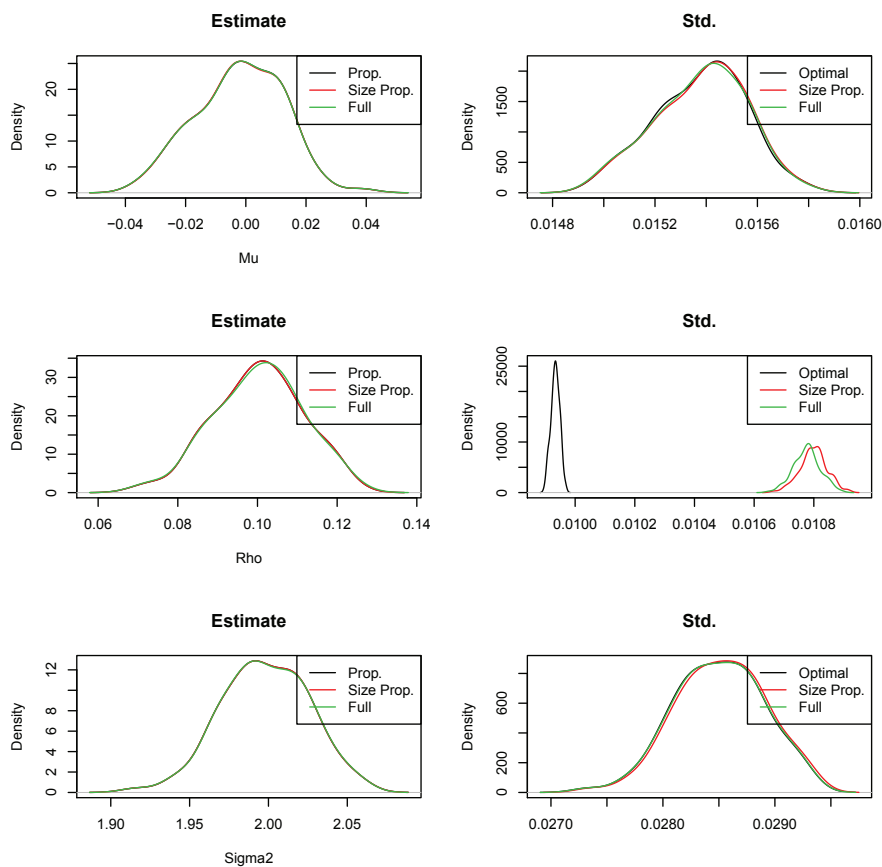 Estimate
Density
0 5 10 20
Prop.
Size Prop.
Full
−0.04 −0.02 0.00 0.02 0.04
Mu
Std.
Density
0 500 1500
Optimal
Size Prop.
Full
0.0148 0.0152 0.0156 0.0160
Estimate
Density
0 10 20 30
Prop.
Size Prop.
Full
0.06 0.08 0.10 0.12 0.14
Rho
Std.
Density
0 10000 25000
Optimal
Size Prop.
Full
0.0100 0.0102 0.0104 0.0106 0.0108
Estimate
Density
0 2 4 6 8 12
Prop.
Size Prop.
Full
1.90 1.95 2.00 2.05
Sigma2
Std.
Density
0 200 600
Optimal
Size Prop.
Full
0.0270 0.0280 0.0290